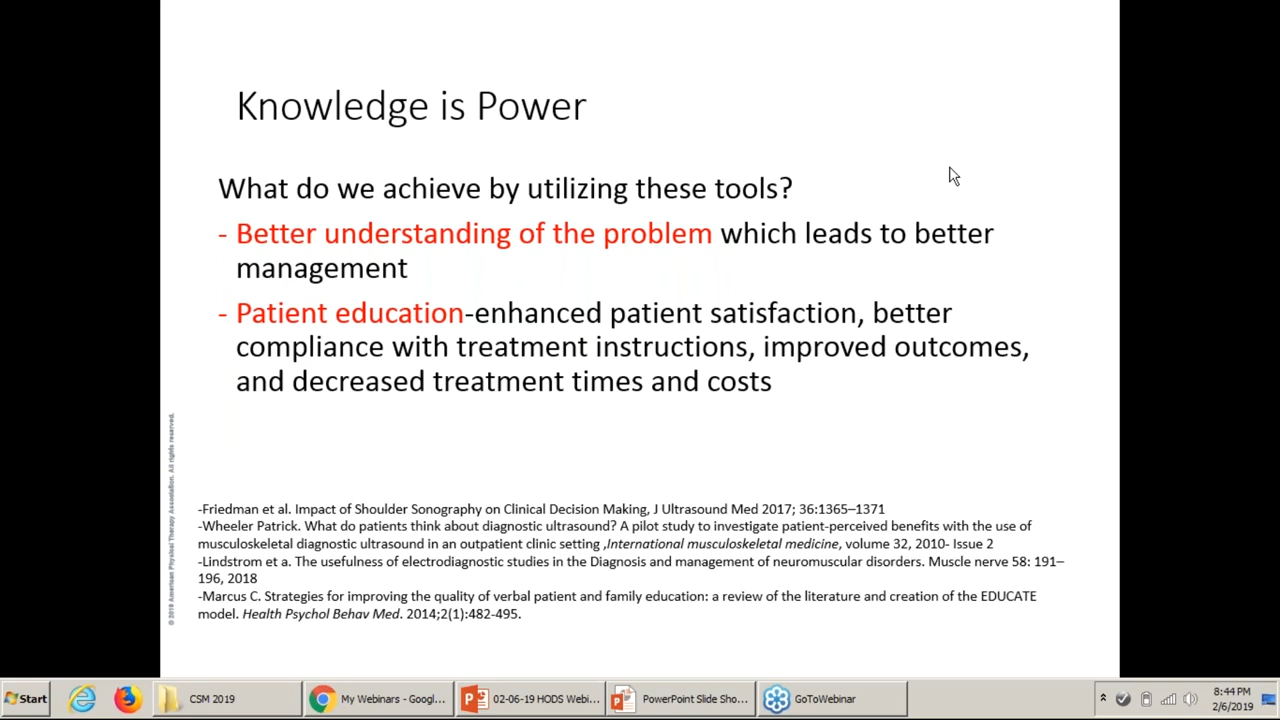 Knowledge is Power
What do we achieve by utilizing these tools?
- Better understanding of the problem which leads to better
management
- Patient education-enhanced patient satisfaction, better
compliance with treatment instructions, improved outcomes,
and decreased treatment times and costs
© 2019 American Physical Therapy Association. All rights reserved.
-Friedman et al. Impact of Shoulder Sonography on Clinical Decision Making, J Ultrasound Med 2017; 36:1365–1371
-Wheeler Patrick. What do patients think about diagnostic ultrasound? A pilot study to investigate patient-perceived benefits with the use of
musculoskeletal diagnostic ultrasound in an outpatient clinic setting ,International musculoskeletal medicine, volume 32, 2010- Issue 2
-Lindstrom et a. The usefulness of electrodiagnostic studies in the Diagnosis and management of neuromuscular disorders. Muscle nerve 58: 191–
196, 2018
-Marcus C. Strategies for improving the quality of verbal patient and family education: a review of the literature and creation of the EDUCATE
model. Health Psychol Behav Med. 2014;2(1):482-495.
Start
CSM 2019
My Webinars - Googl...
02-06-19 HODS Webi...
PowerPoint Slide Sho...
GoToWebinar
8:44 PM
2/6/2019